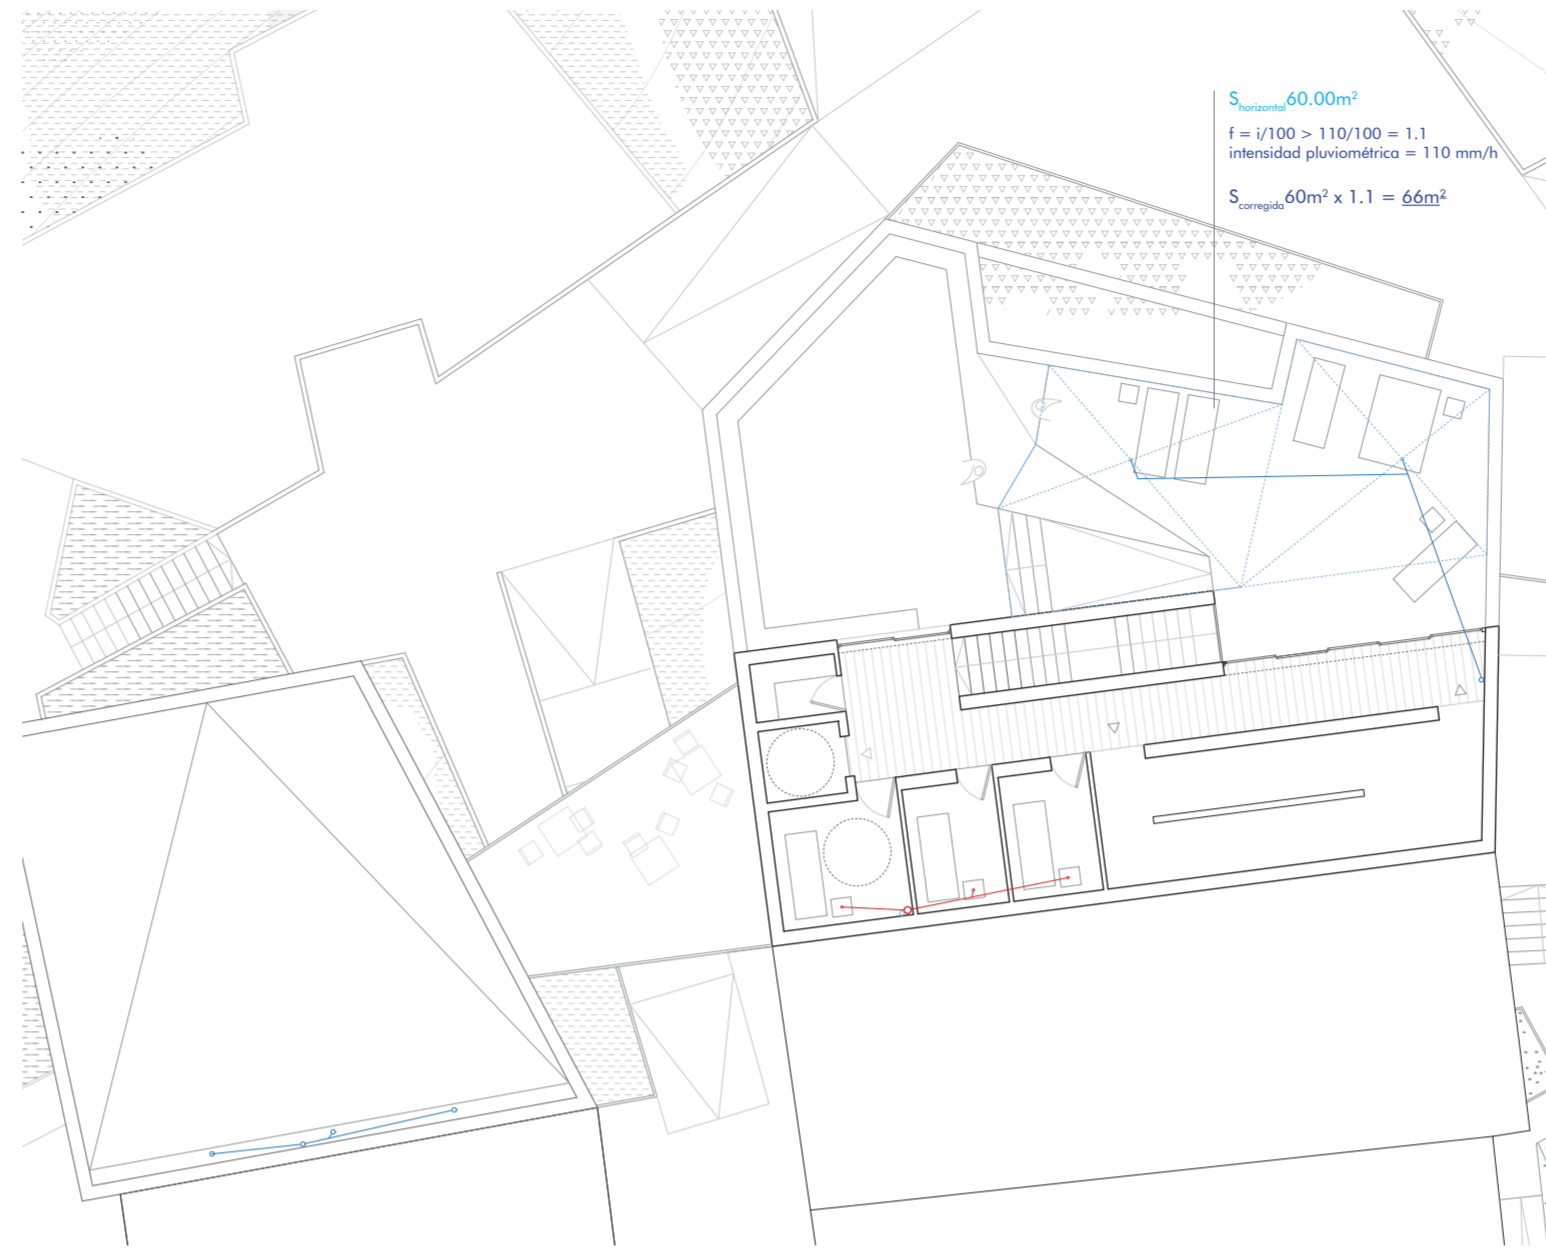 Shorizontal60.00m²
f = i/100 > 110/100 = 1.1
intensidad pluviométrica = 110 mm/h
Scorregida60m² x 1.1 = 66m²